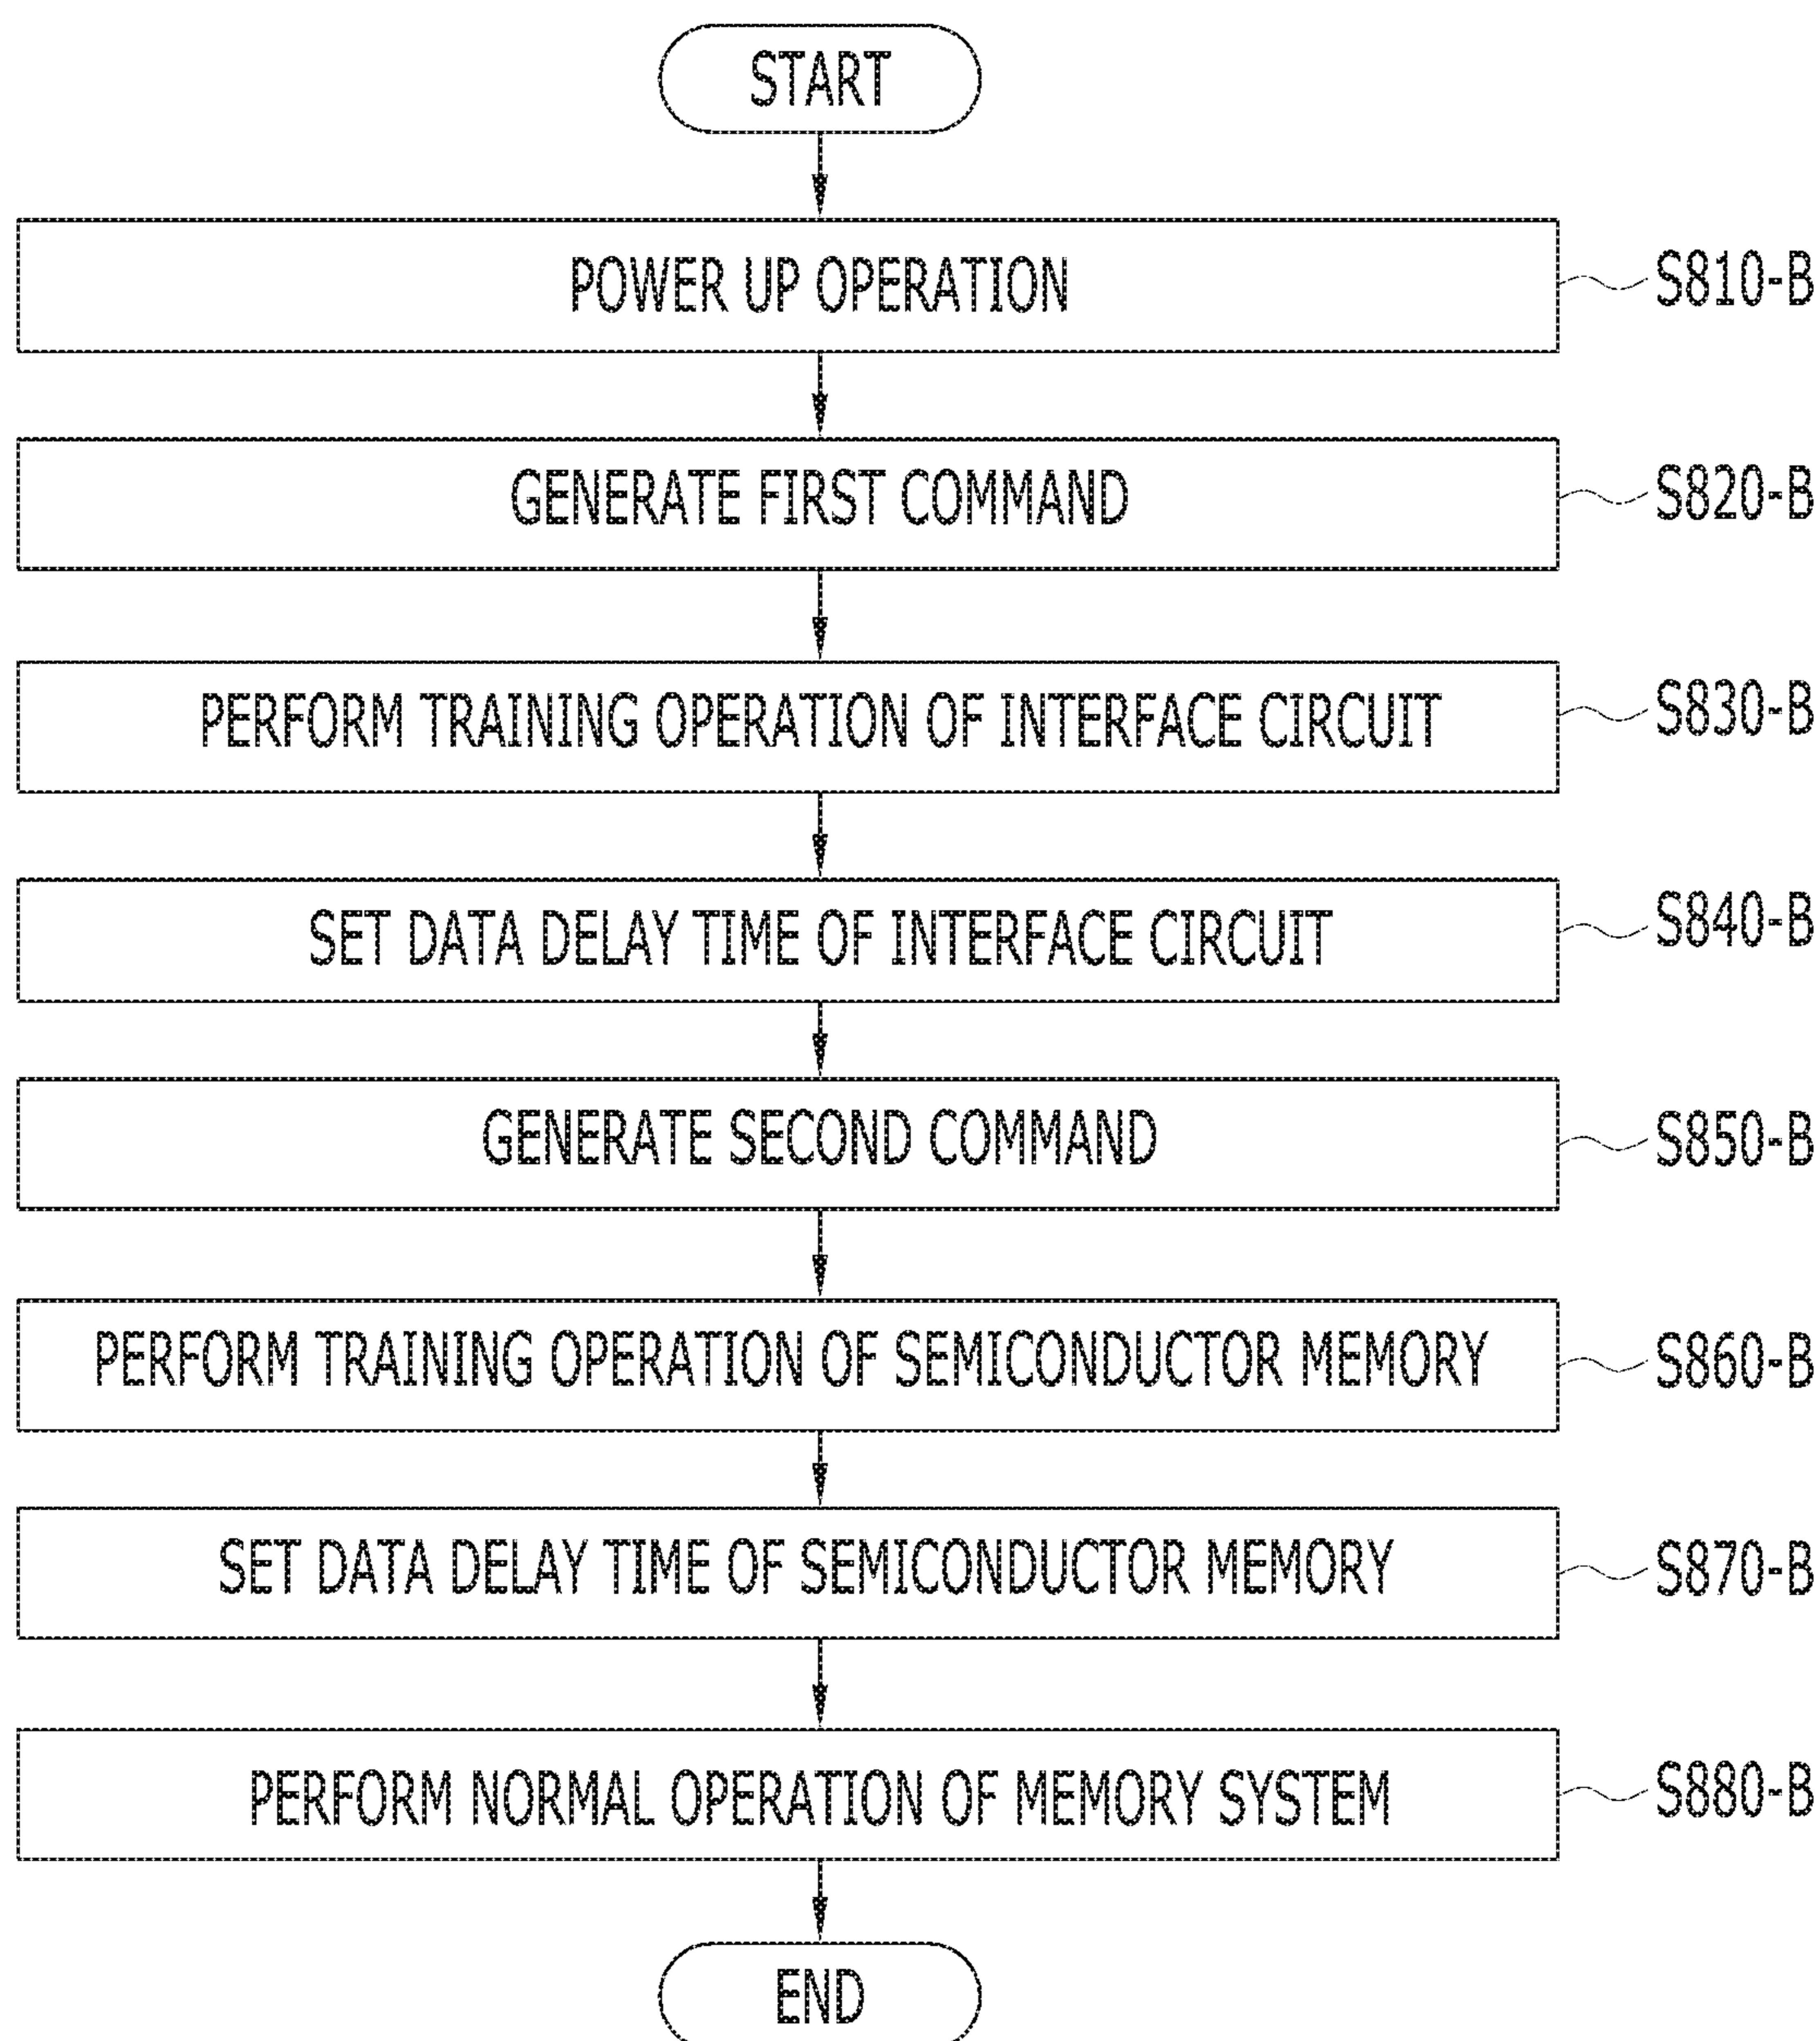 START
POWER UP OPERATION
S810-B
GENERATE FIRST COMMAND
S820-B
PERFORM TRAINING OPERATION OF INTERFACE CIRCUIT
S830-B
SET DATA DELAY TIME OF INTERFACE CIRCUIT
S840-B
GENERATE SECOND COMMAND
S850-B
PERFORM TRAINING OPERATION OF SEMICONDUCTOR MEMORY
S860-B
SET DATA DELAY TIME OF SEMICONDUCTOR MEMORY
S870-B
PERFORM NORMAL OPERATION OF MEMORY SYSTEM
S880-B
END